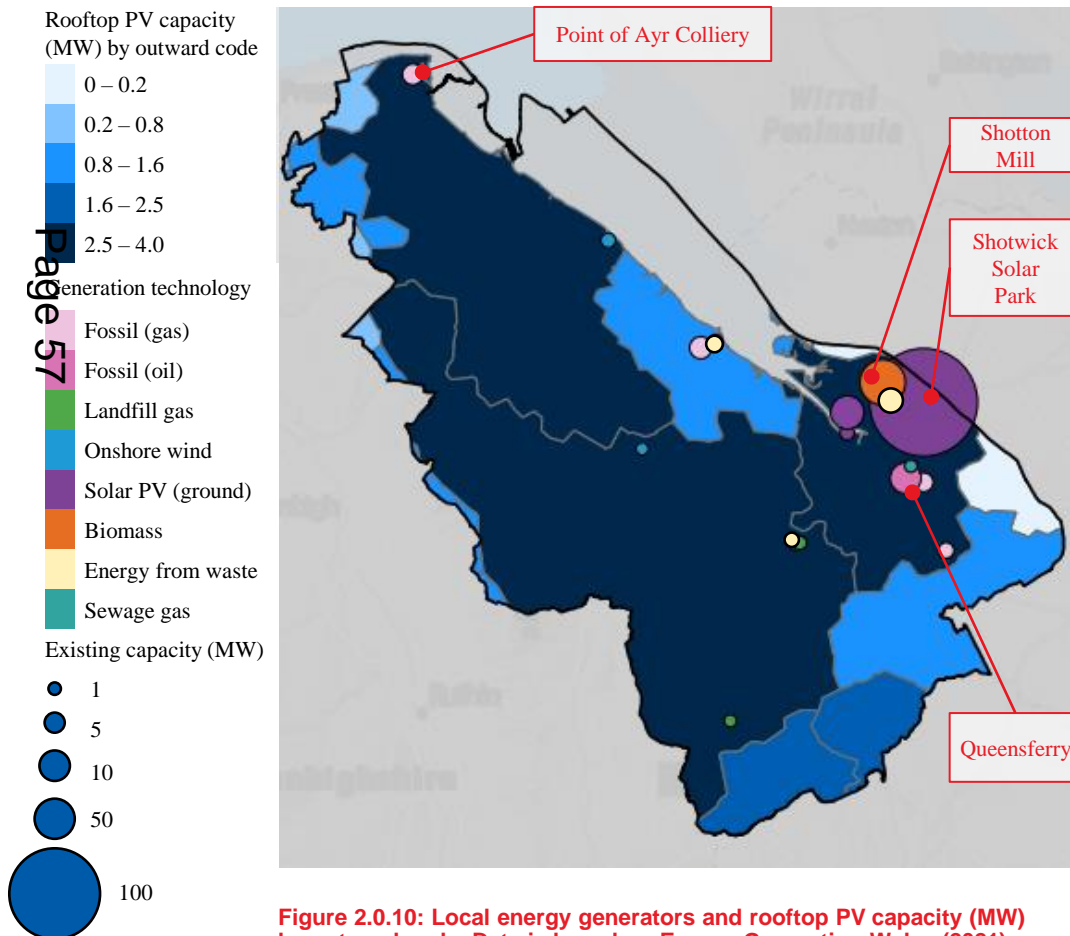 Rooftop PV capacity
(MW) by outward code
0 – 0.2
0.2 – 0.8
0.8 – 1.6
1.6 – 2.5
2.5 – 4.0
Page 57
Generation technology
Fossil (gas)
Fossil (oil)
Landfill gas
Onshore wind
Solar PV (ground)
Biomass
Energy from waste
Sewage gas
Existing capacity (MW)
1
5
10
50
100
Point of Ayr Colliery
Wirral
Peninsula
Shotton
Mill
Shotwick
Solar
Park
Queensferry
Ruthin
Figure 2.0.10: Local energy generators and rooftop PV capacity (MW)